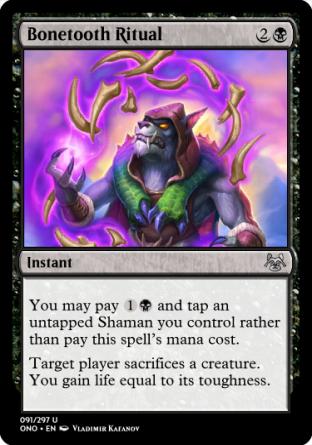 Bonetooth Ritual 2
Instant
You may pay 1 and tap an
untapped Shaman you control rather
than pay this spell's mana cost.
Target player sacrifices a creature.
You gain life equal to its toughness.
091/297 U
ONO • EN Vladimir Kafanov